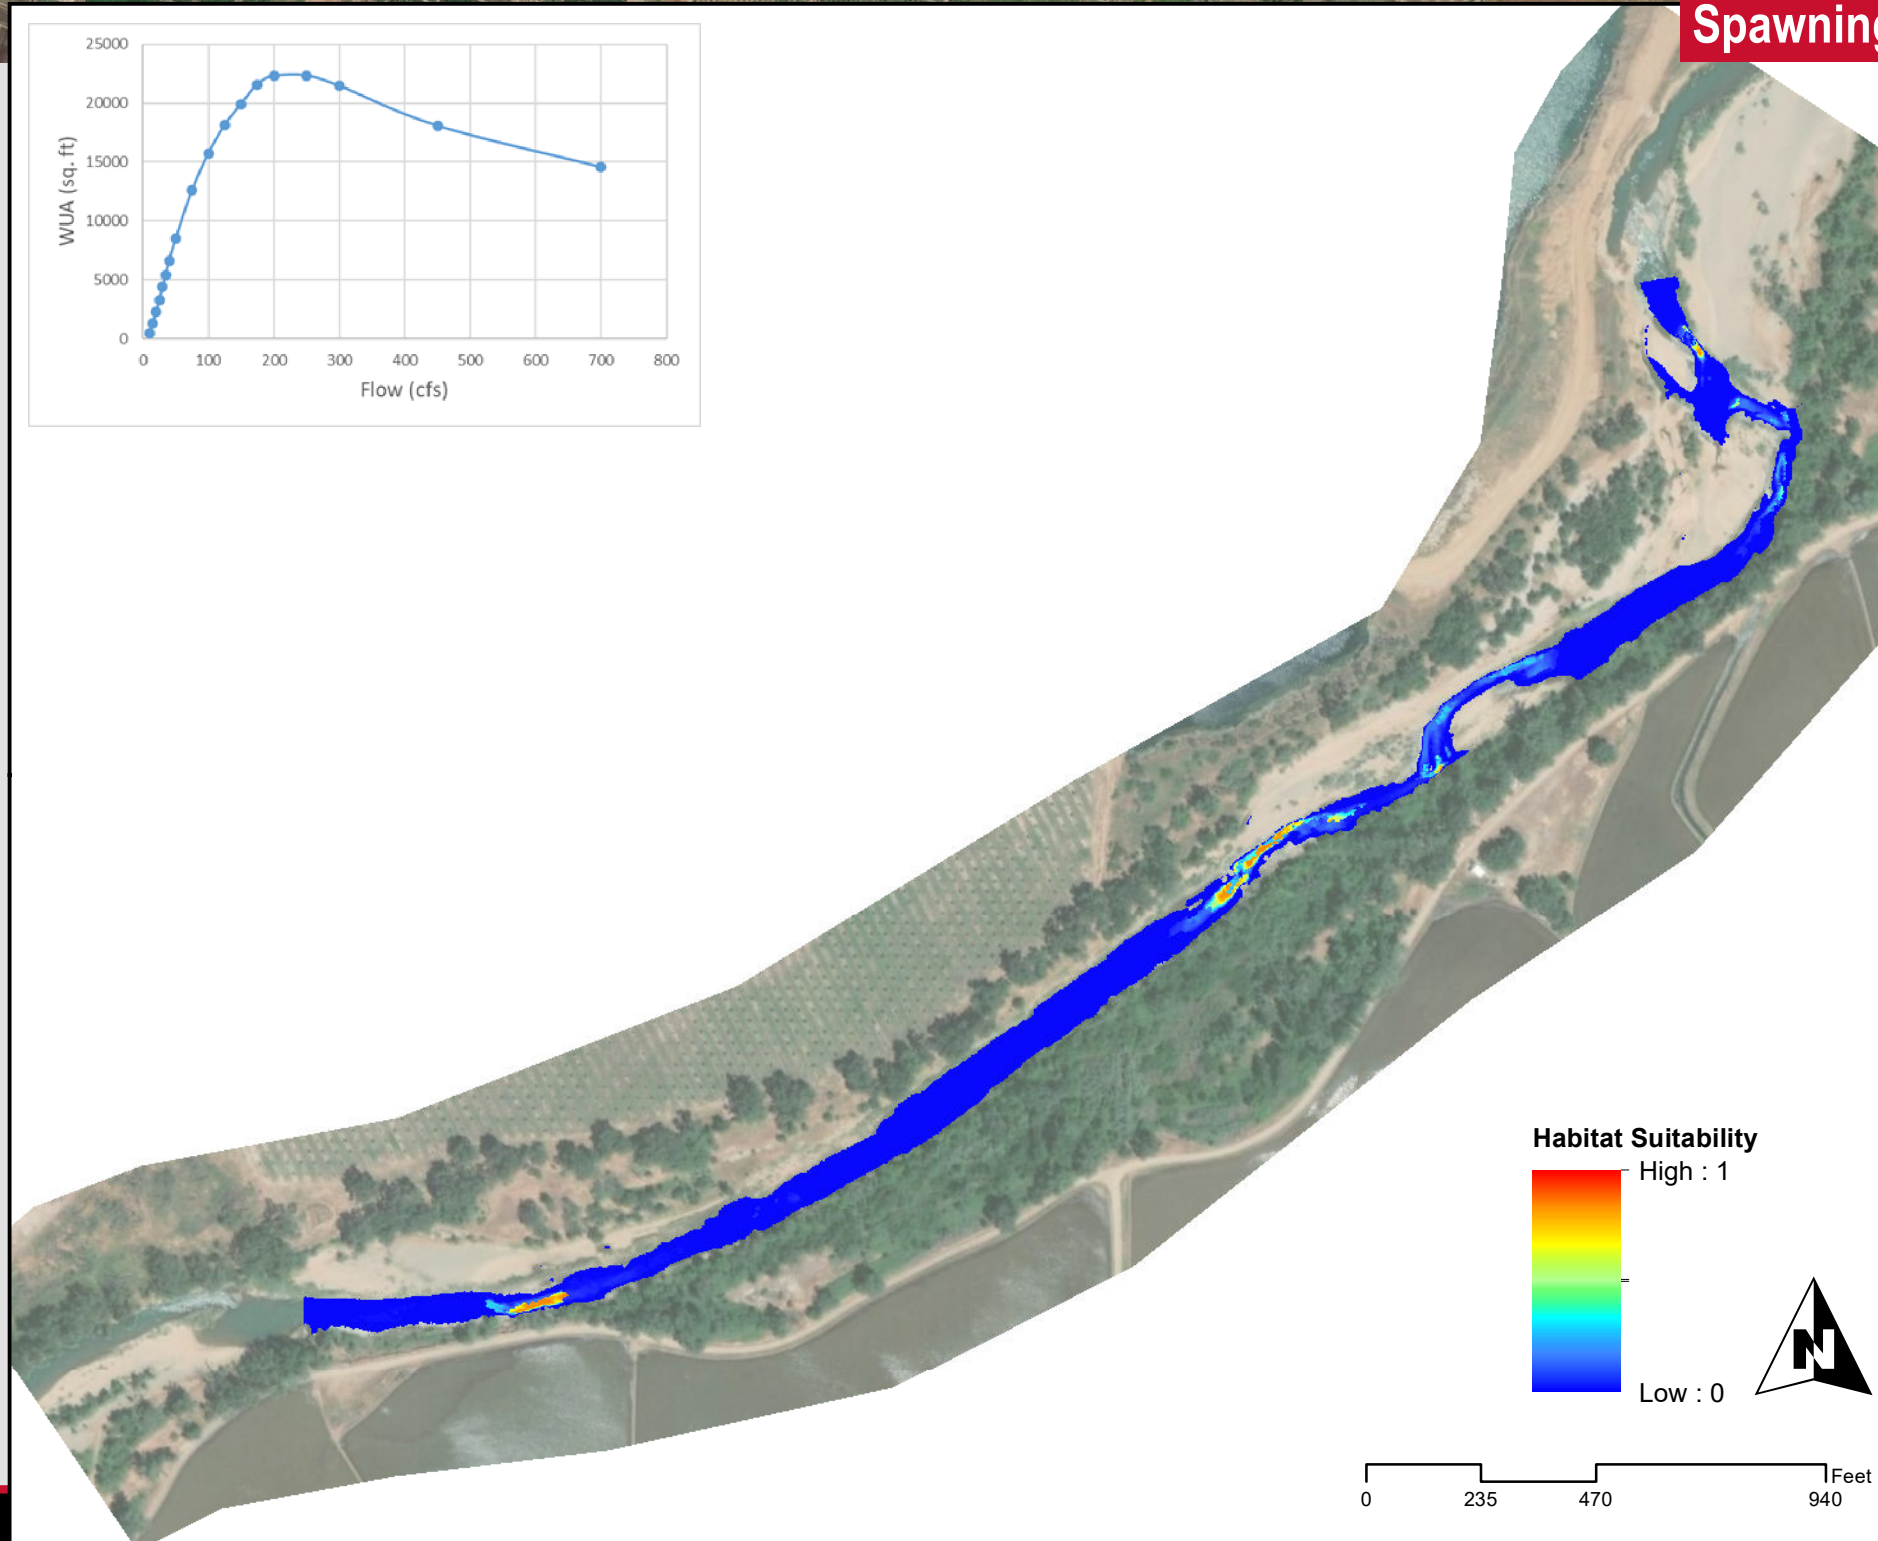 Spawning
25000
20000
15000
10000
5000
0
WUA (sq. ft)
0 100 200 300 400 500 600 700 800
Flow (cfs)
Habitat Suitability
High : 1
Low : 0
N
Feet
0 235 470 940